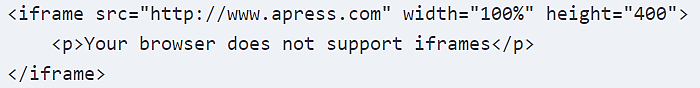 <iframe src="http://www.apress.com" width="100%" height="400">
    <p>Your browser does not support iframes</p>
</iframe>